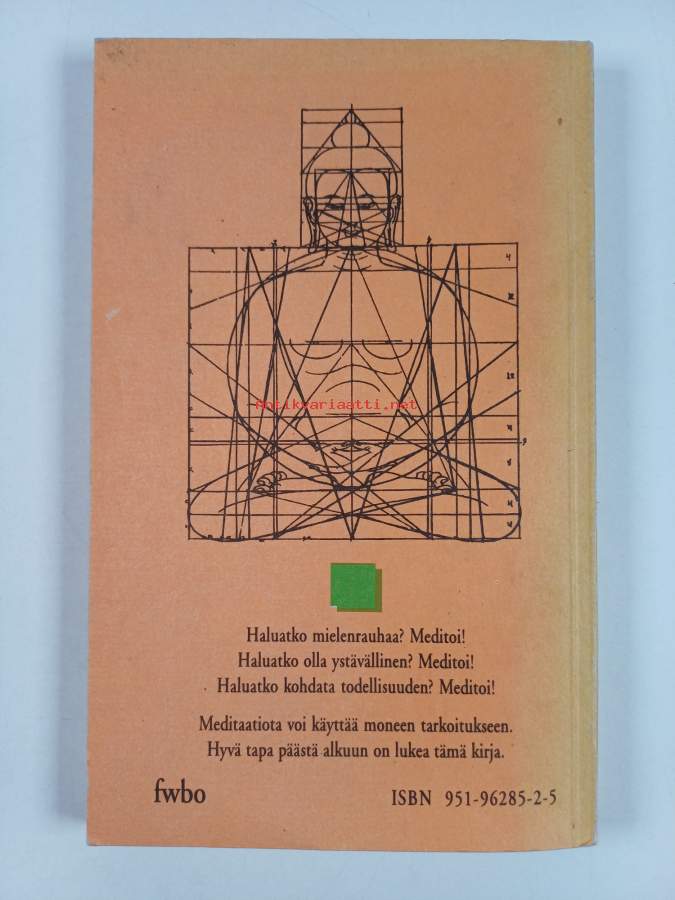 Antikvariaatti.net
Haluatko mielenrauhaa? Meditoi!
Haluatko olla ystävällinen? Meditoi!
Haluatko kohdata todellisuuden? Meditoi!
Meditaatiota voi käyttää moneen tarkoitukseen.
Hyvä tapa päästä alkuun on lukea tämä kirja.
fwbo ISBN 951-96285-2-5